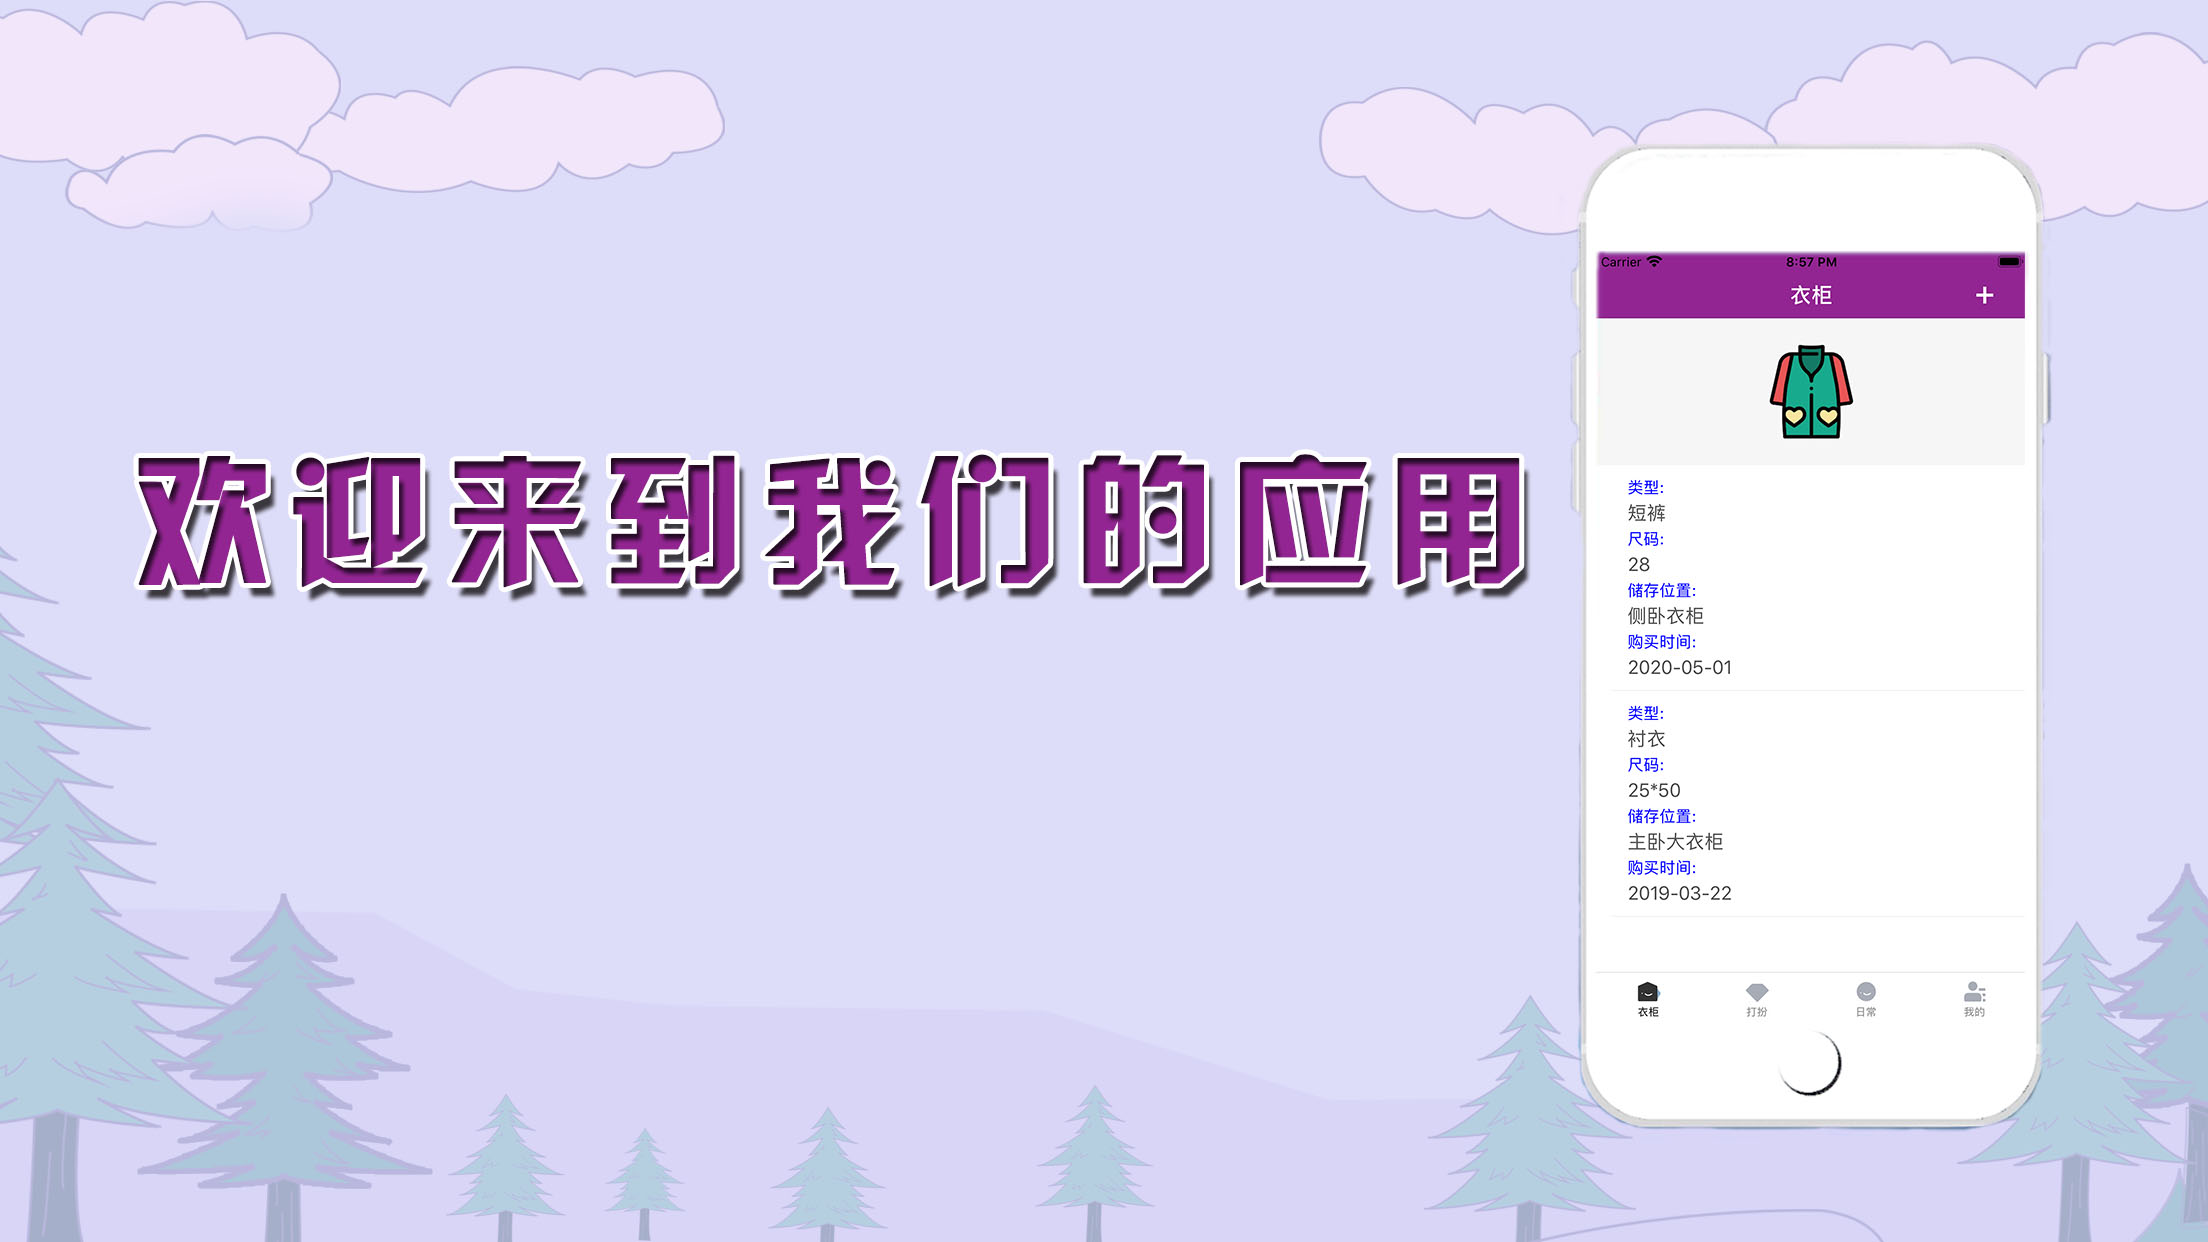 欢迎来到我们的应用
Carrier 8:57 PM
衣柜 +
类型:
短裤
尺码:
28
储存位置:
侧卧衣柜
购买时间:
2020-05-01
类型:
衬衣
尺码:
25*50
储存位置:
主卧大衣柜
购买时间:
2019-03-22
衣柜 打扮 日常 我的